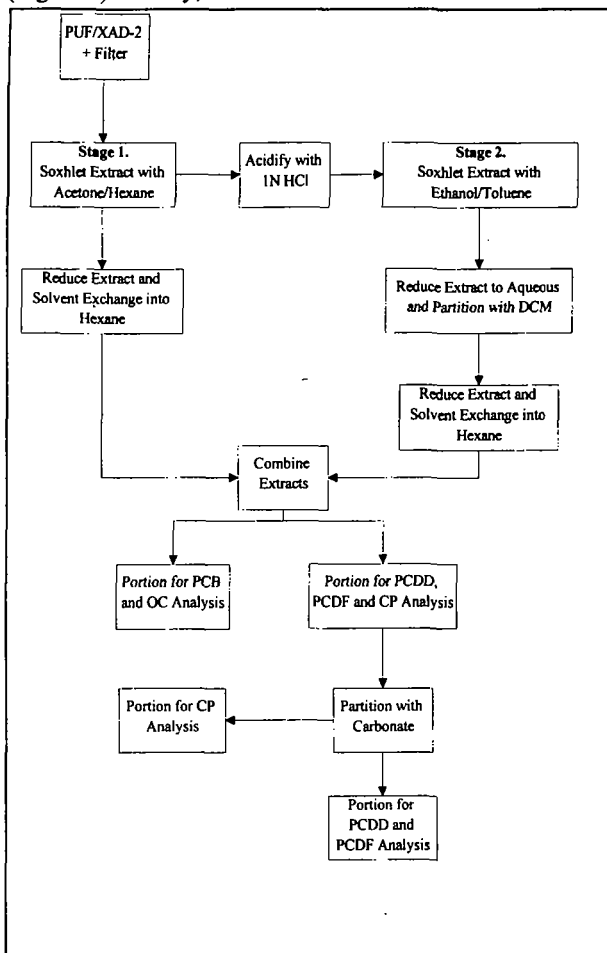 PUF/XAD-2
+ Filter
Stage 1.
Soxhlet Extract with
Acetone/Hexane
Acidify with
1N HCl
Stage 2.
Soxhlet Extract with
Ethanol/Toluene
Reduce Extract and
Solvent Exchange into
Hexane
Reduce Extract to Aqueous
and Partition with DCM
Reduce Extract and
Solvent Exchange into
Hexane
Combine
Extracts
Portion for PCB
and OC Analysis
Portion for PCDD,
PCDF and CP Analysis
Portion for CP
Analysis
Partition with
Carbonate
Portion for
PCDD and
PCDF Analysis